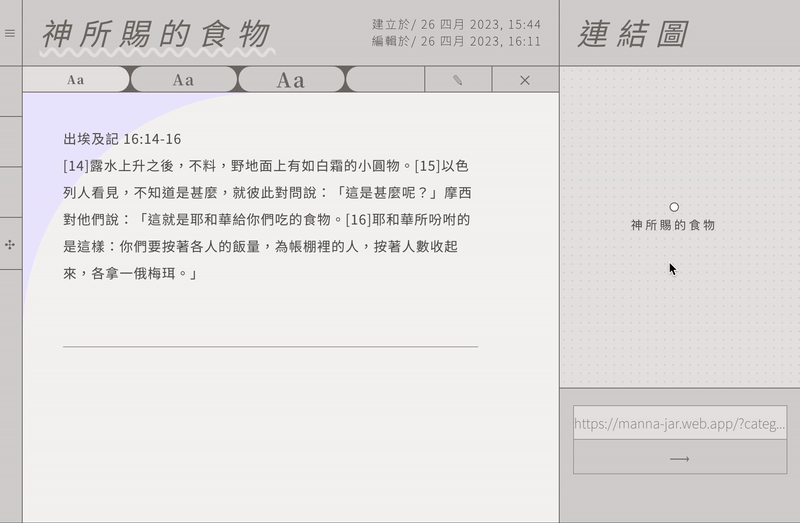 神所賜的食物
建立於/ 26 四月 2023, 15:44
編輯於/ 26 四月 2023, 16:11
連結圖
Aa
Aa
Aa
出埃及記 16:14-16
[14]露水上升之後，不料，野地面上有如白霜的小圓物。[15]以色
列人看見，不知道是甚麼，就彼此對問說：「這是甚麼呢？」摩西
對他們說：「這就是耶和華給你們吃的食物。[16]耶和華所吩咐的
是這樣：你們要按著各人的飯量，為帳棚裡的人，按著人數收起
來，各拿一俄梅珥。」
神所賜的食物
https://manna-jar.web.app/?categ...